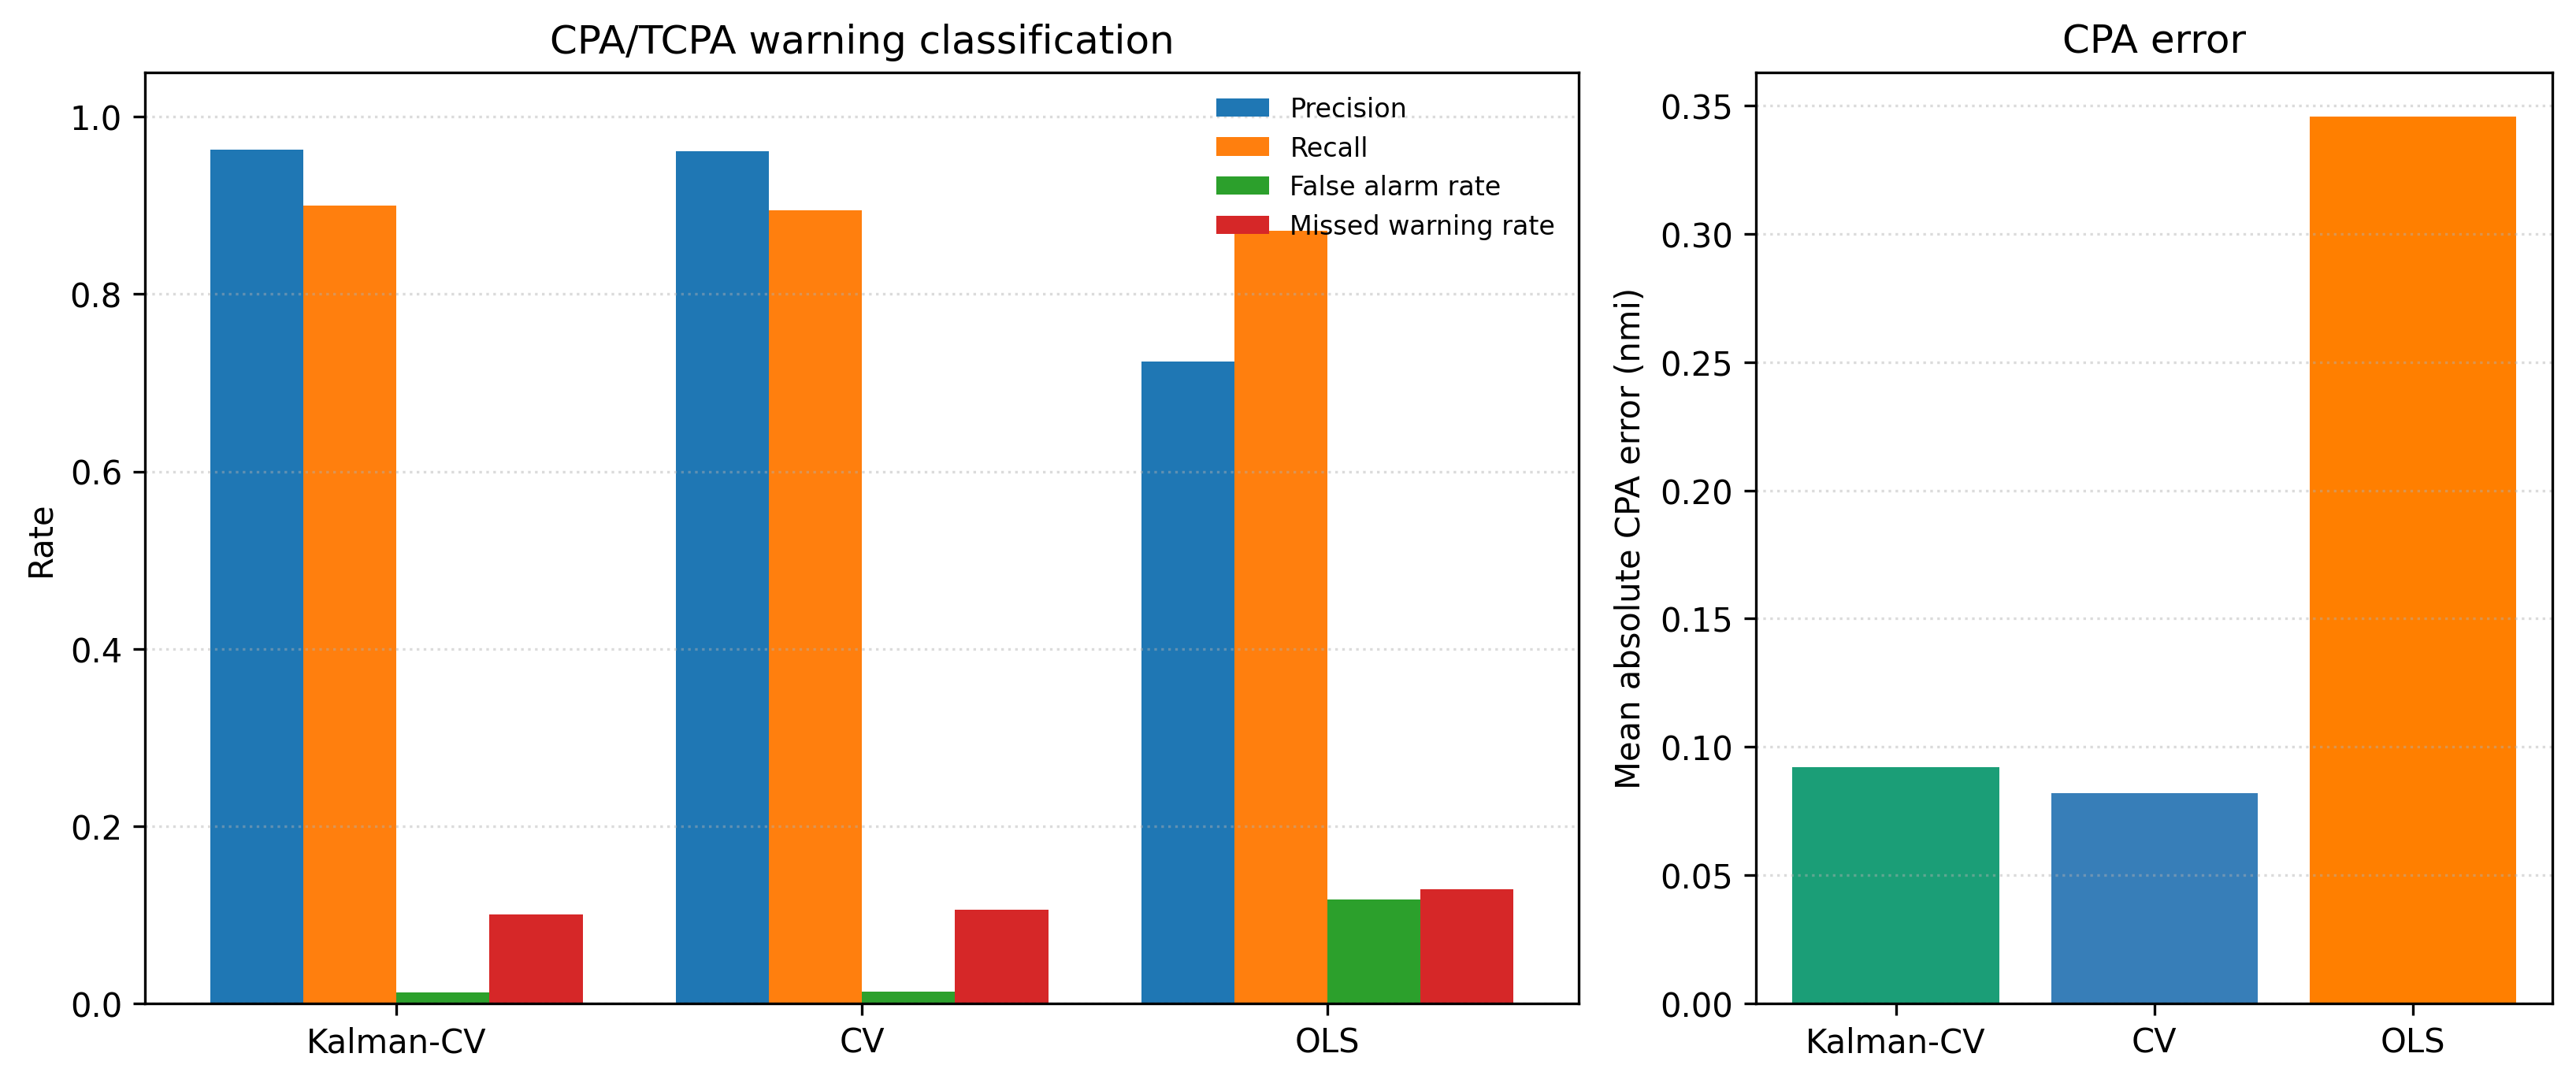 CPA/TCPA warning classification
Rate
1.0
0.8
0.6
0.4
0.2
0.0
Precision
Recall
False alarm rate
Missed warning rate
Kalman-CV
CV
OLS
CPA error
Mean absolute CPA error (nmi)
0.35
0.30
0.25
0.20
0.15
0.10
0.05
0.00
Kalman-CV
CV
OLS